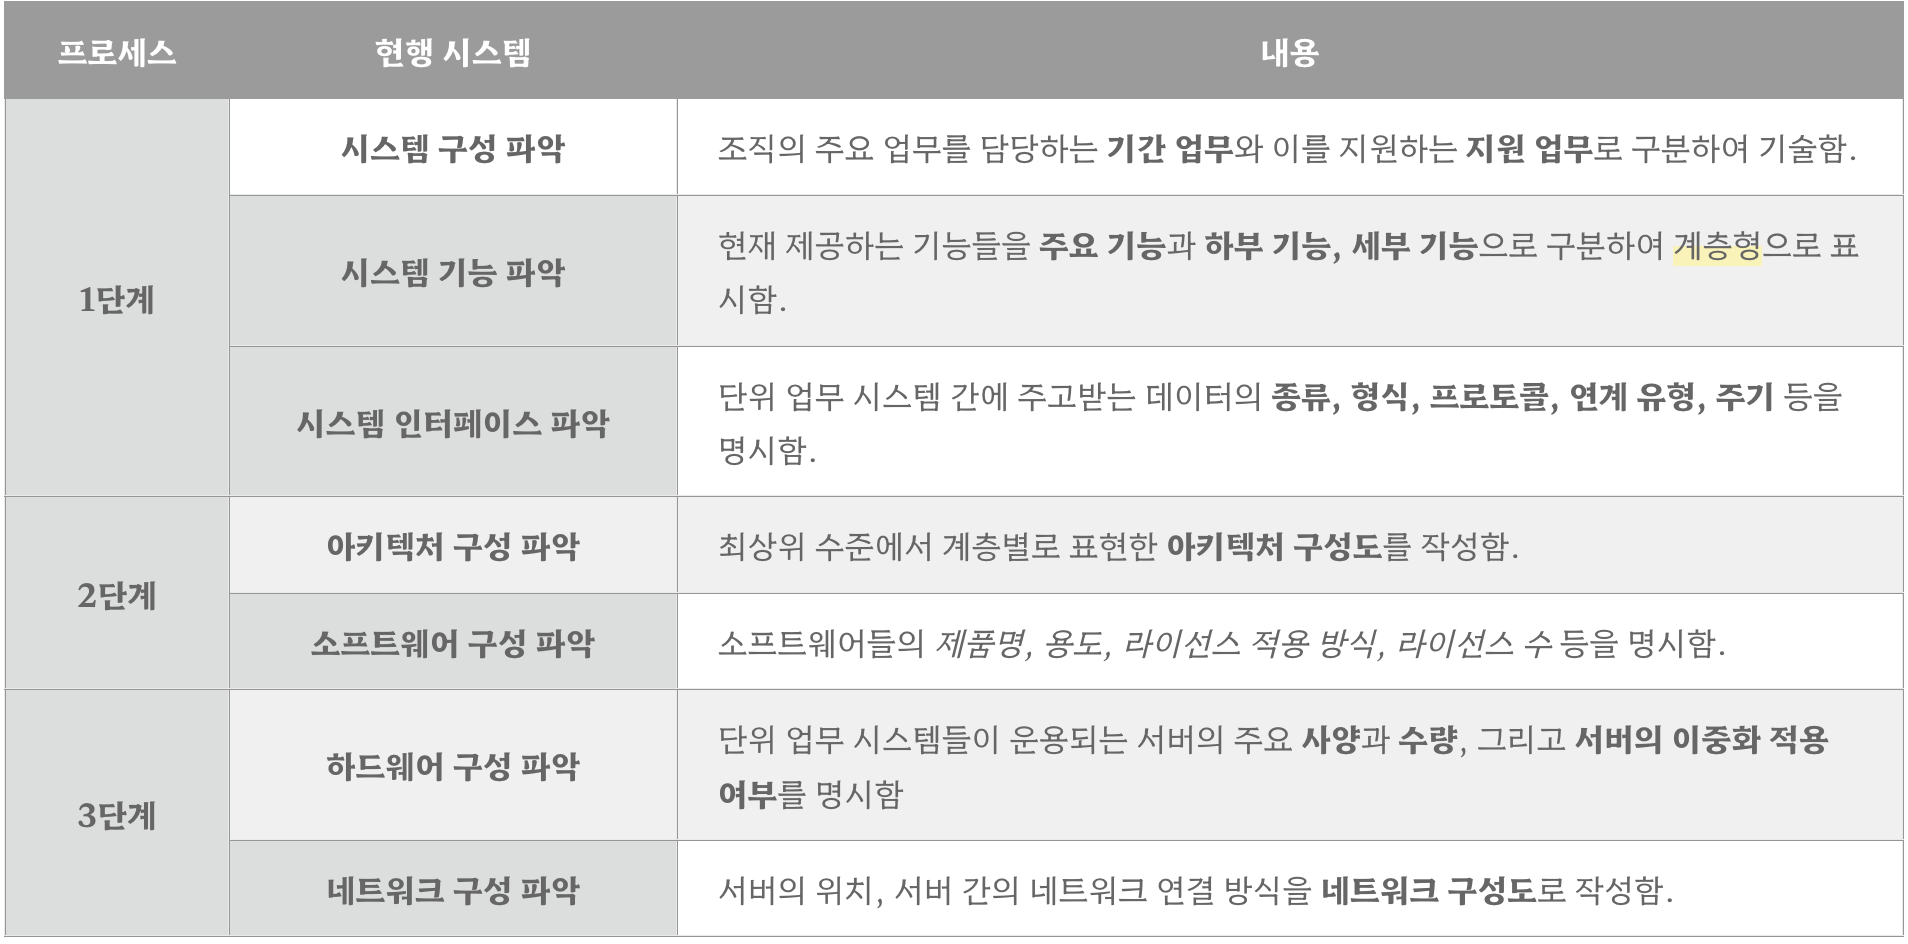 프로세스 현행 시스템 내용
1단계
시스템 구성 파악
조직의 주요 업무를 담당하는 기간 업무와 이를 지원하는 지원 업무로 구분하여 기술함.
시스템 기능 파악
현재 제공하는 기능들을 주요 기능과 하부 기능, 세부 기능으로 구분하여 계층형으로 표
시함.
시스템 인터페이스 파악
단위 업무 시스템 간에 주고받는 데이터의 종류, 형식, 프로토콜, 연계 유형, 주기 등을
명시함.
2단계
아키텍처 구성 파악
최상위 수준에서 계층별로 표현한 아키텍처 구성도를 작성함.
소프트웨어 구성 파악
소프트웨어들의 제품명, 용도, 라이선스 적용 방식, 라이선스 수 등을 명시함.
3단계
하드웨어 구성 파악
단위 업무 시스템들이 운용되는 서버의 주요 사양과 수량, 그리고 서버의 이중화 적용
여부를 명시함
네트워크 구성 파악
서버의 위치, 서버 간의 네트워크 연결 방식을 네트워크 구성도로 작성함.